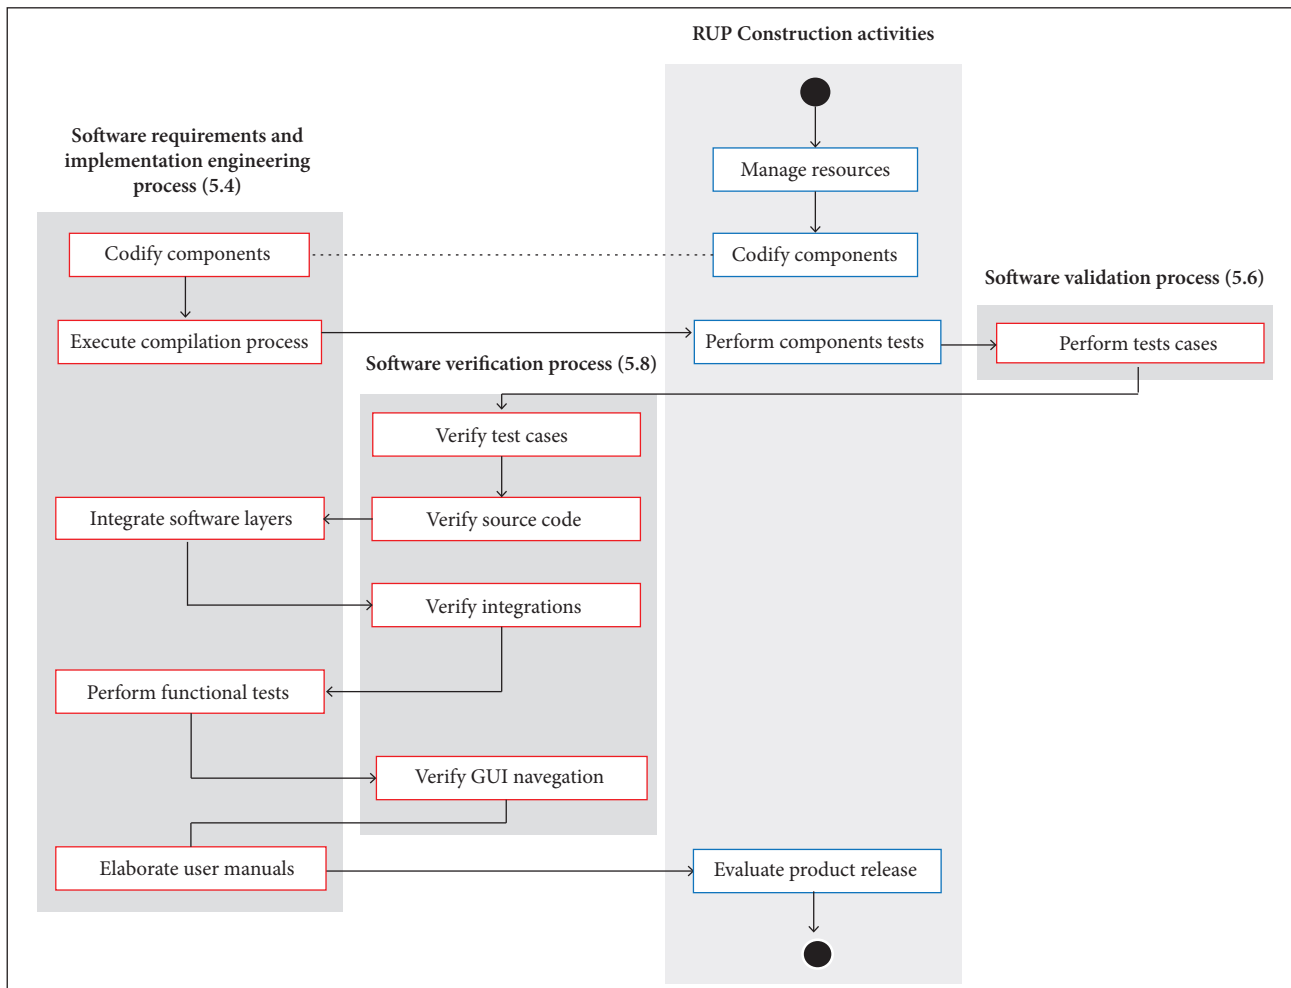 RUP Construction activities
Software requirements and
implementation engineering
process (5.4)
Manage resources
Codify components
Codify components
Software validation process (5.6)
Execute compilation process
Perform components tests
Perform tests cases
Software verification process (5.8)
Verify test cases
Integrate software layers
Verify source code
Verify integrations
Perform functional tests
Verify GUI navegation
Elaborate user manuals
Evaluate product release